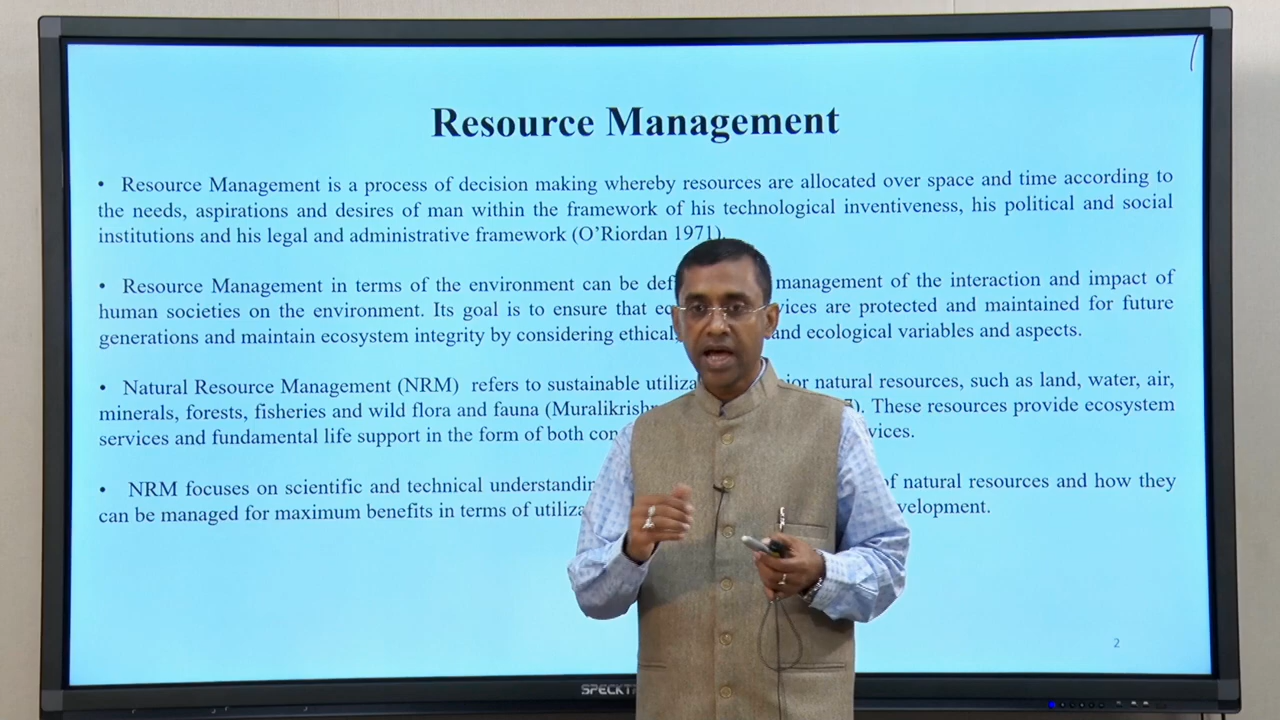 Resource Management
• Resource Management is a process of decision making whereby resources are allocated over space and time according to
the needs, aspirations and desires of man within the framework of his technological inventiveness, his political and social
institutions and his legal and administrative framework (O'Riordan 1971).
• Resource Management in terms of the environment can be management of the interaction and impact of
human societies on the environment. Its goal is to ensure that are protected and maintained for future
generations and maintain ecosystem integrity by considering ethical, and ecological variables and aspects.
• Natural Resource Management (NRM) refers to sustainable natural resources, such as land, water, air,
minerals, forests, fisheries and wild flora and fauna These resources provide ecosystem
services and fundamental life support in the form of both
• NRM focuses on scientific and technical of natural resources and how they
can be managed for maximum benefits in terms of
2